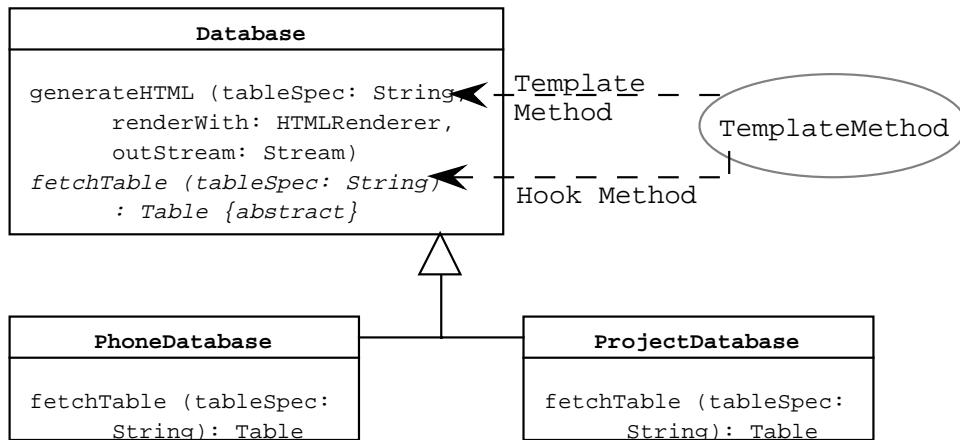 Database
generateHTML (tableSpec: String,
renderWith: HTMLRenderer,
outStream: Stream)
fetchTable (tableSpec: String)
: Table {abstract}
Template
Method
Hook Method
TemplateMethod
PhoneDatabase
fetchTable (tableSpec:
String): Table
ProjectDatabase
fetchTable (tableSpec:
String): Table